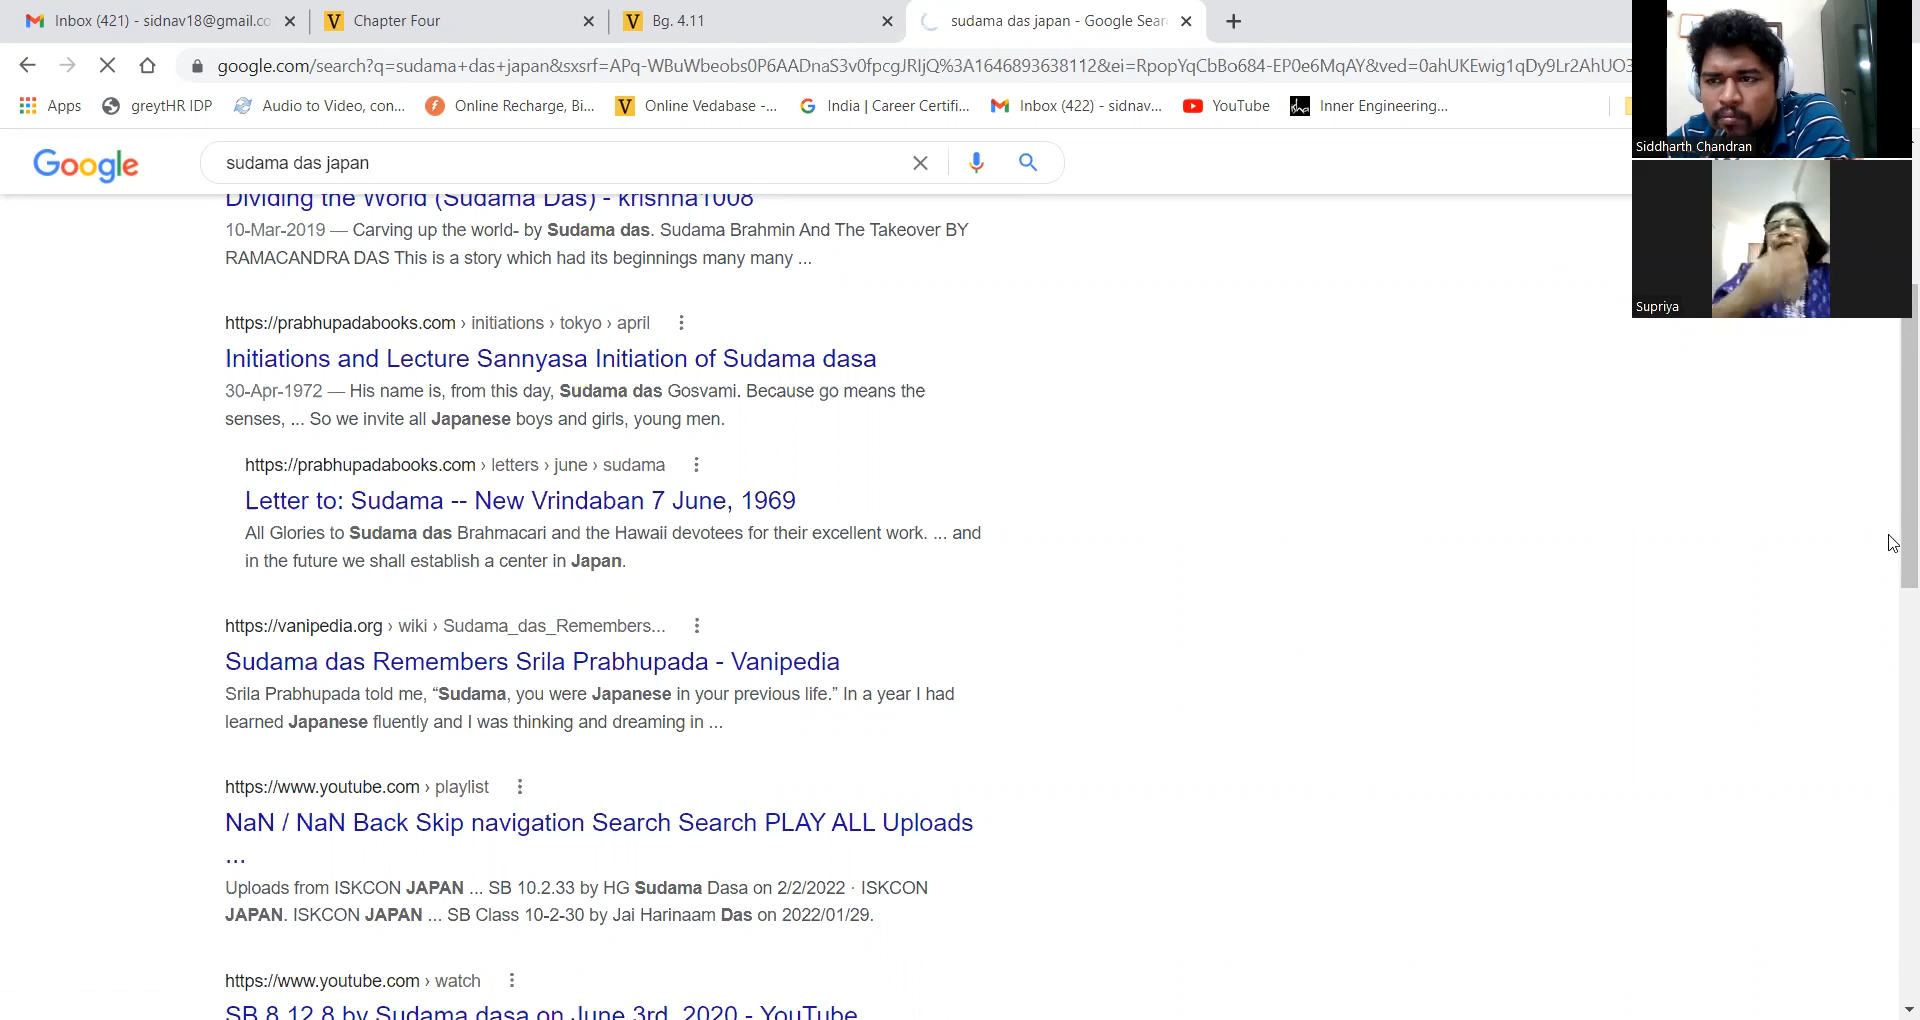 Inbox (421) - sidnav18@gmail.co
Chapter Four
Bg. 4.11
sudama das japan - Google Sear
google.com/search?q=sudama+das+japan&sxsrf=APq-WBuWbeobs0P6AADnaS3v0fpcgJRIjQ%3A1646893638112&ei=RpopYqCbBo684-EP0e6MqAY&ved=0ahUKEwig1qDy9Lr2AhUO3
Apps
greytHR IDP
Audio to Video, con...
Online Recharge, Bi...
Online Vedabase -...
India | Career Certifi...
Inbox (422) - sidnav...
YouTube
Inner Engineering...
Google
sudama das japan
Siddharth Chandran
Supriya
Dividing the World (Sudama Das) - krishna1008
10-Mar-2019 — Carving up the world- by Sudama das. Sudama Brahmin And The Takeover BY
RAMACANDRA DAS This is a story which had its beginnings many many ...
https://prabhupadabooks.com › initiations › tokyo › april
Initiations and Lecture Sannyasa Initiation of Sudama dasa
30-Apr-1972 — His name is, from this day, Sudama das Gosvami. Because go means the
senses, ... So we invite all Japanese boys and girls, young men.
https://prabhupadabooks.com › letters › june › sudama
Letter to: Sudama -- New Vrindaban 7 June, 1969
All Glories to Sudama das Brahmacari and the Hawaii devotees for their excellent work. ... and
in the future we shall establish a center in Japan.
https://vanipedia.org › wiki › Sudama_das_Remembers...
Sudama das Remembers Srila Prabhupada - Vanipedia
Srila Prabhupada told me, “Sudama, you were Japanese in your previous life.” In a year I had
learned Japanese fluently and I was thinking and dreaming in ...
https://www.youtube.com › playlist
NaN / NaN Back Skip navigation Search Search PLAY ALL Uploads
...
Uploads from ISKCON JAPAN ... SB 10.2.33 by HG Sudama Dasa on 2/2/2022 · ISKCON
JAPAN. ISKCON JAPAN ... SB Class 10-2-30 by Jai Harinaam Das on 2022/01/29.
https://www.youtube.com › watch
SB 8 12 8 by Sudama dasa on June 3rd, 2020 - YouTube